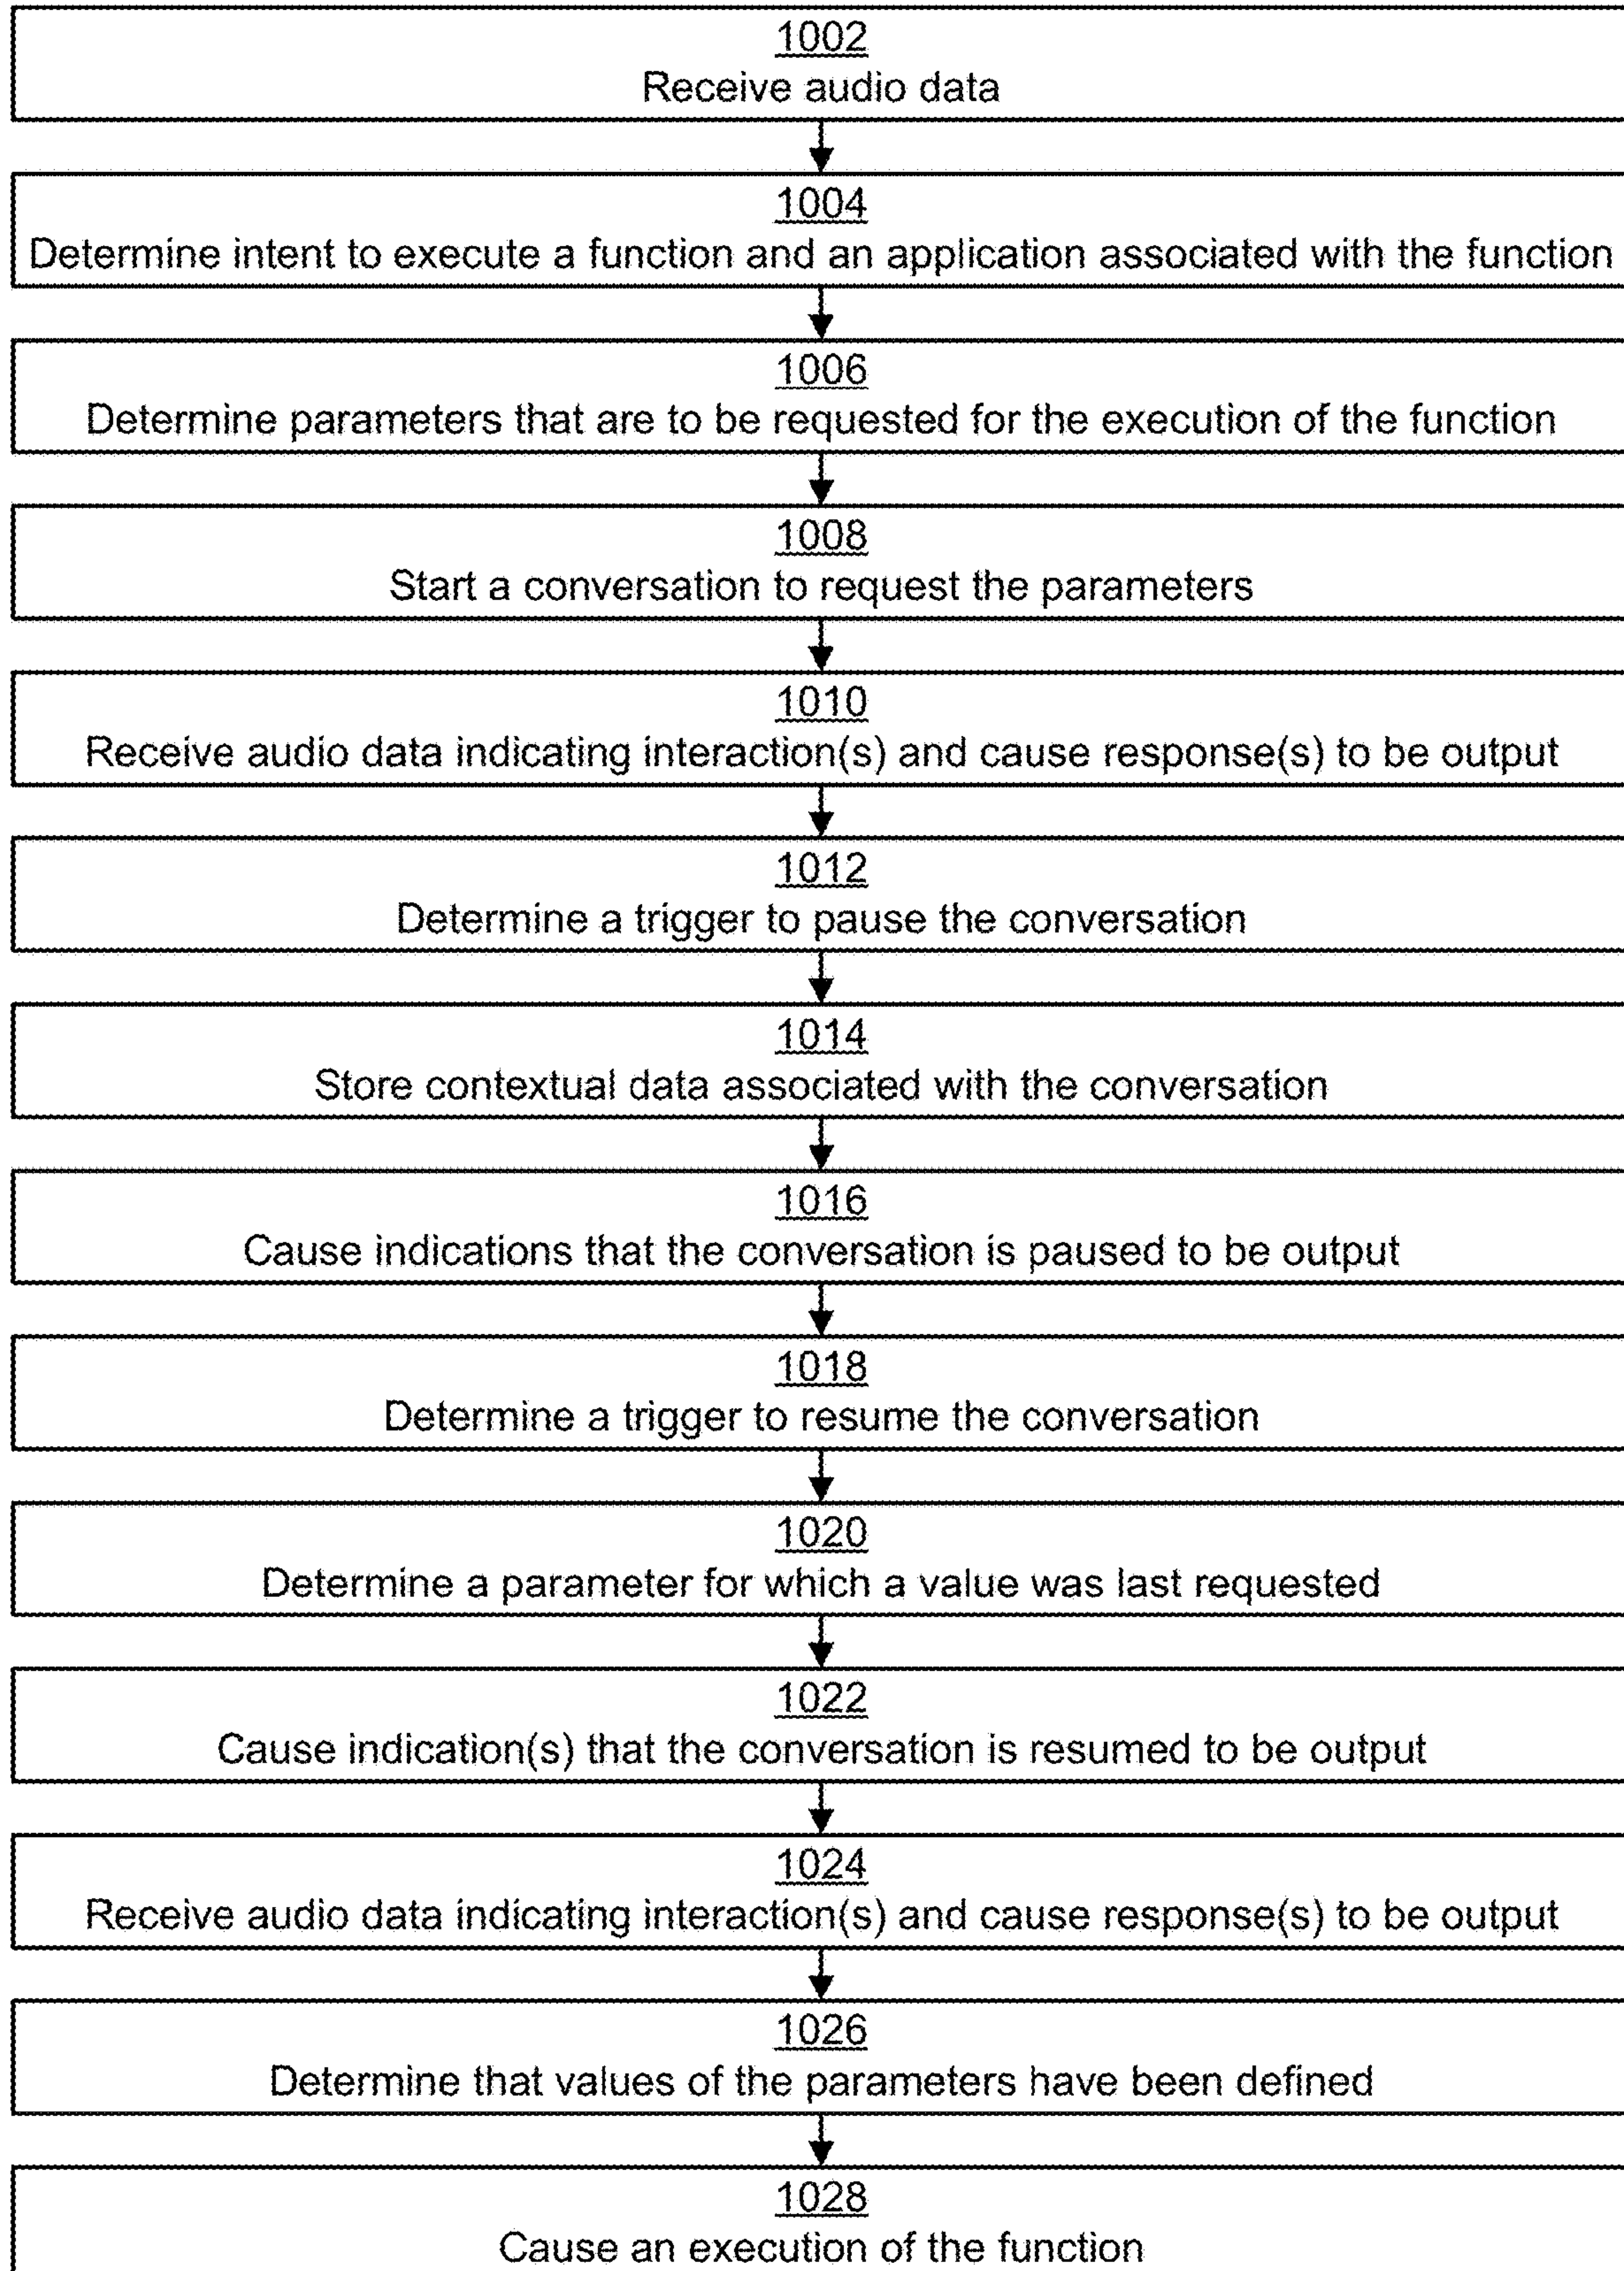 1002
Receive audio data
1004
Determine intent to execute a function and an application associated with the function
1006
Determine parameters that are to be requested for the execution of the function
1008
Start a conversation to request the parameters
1010
Receive audio data indicating interaction(s) and cause response(s) to be output
1012
Determine a trigger to pause the conversation
1014
Store contextual data associated with the conversation
1016
Cause indications that the conversation is paused to be output
1018
Determine a trigger to resume the conversation
1020
Determine a parameter for which a value was last requested
1022
Cause indication(s) that the conversation is resumed to be output
1024
Receive audio data indicating interaction(s) and cause response(s) to be output
1026
Determine that values of the parameters have been defined
1028
Cause an execution of the function